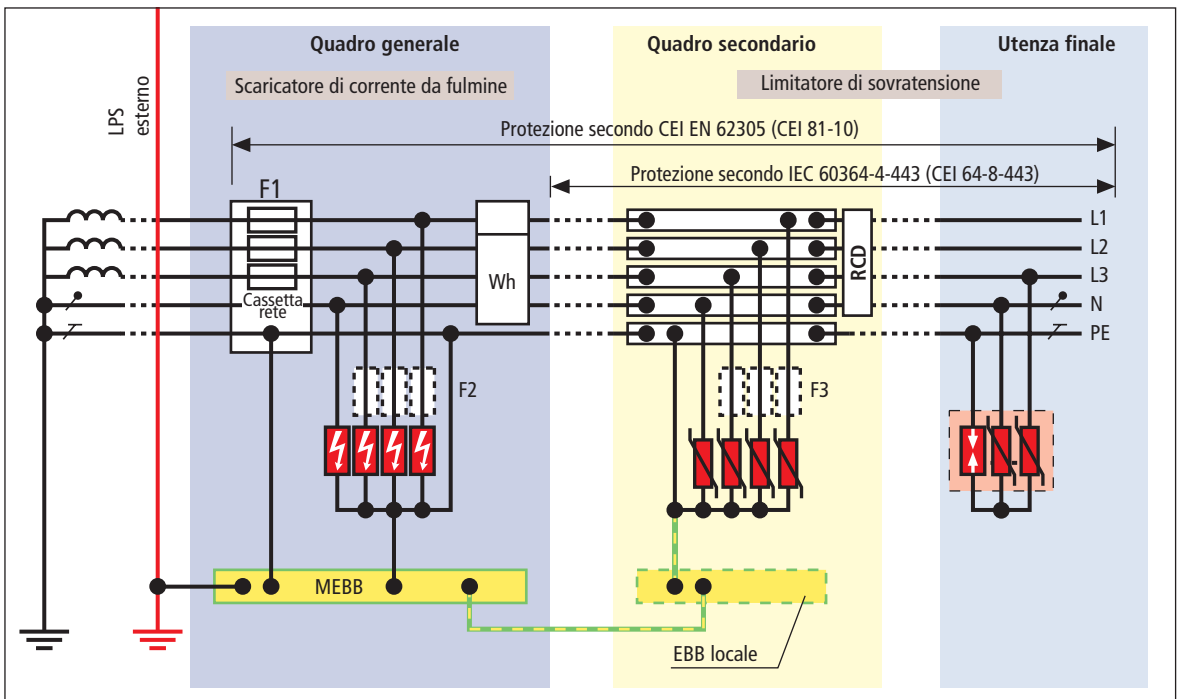 Quadro generale
Quadro secondario
Utenza finale
Scaricatore di corrente da fulmine
Limitatore di sovratensione
LPS
esterno
Protezione secondo CEI EN 62305 (CEI 81-10)
Protezione secondo IEC 60364-4-443 (CEI 64-8-443)
F1
L1
L2
L3
N
PE
Wh
RCD
Cassetta
rete
F2
F3
MEBB
EBB locale